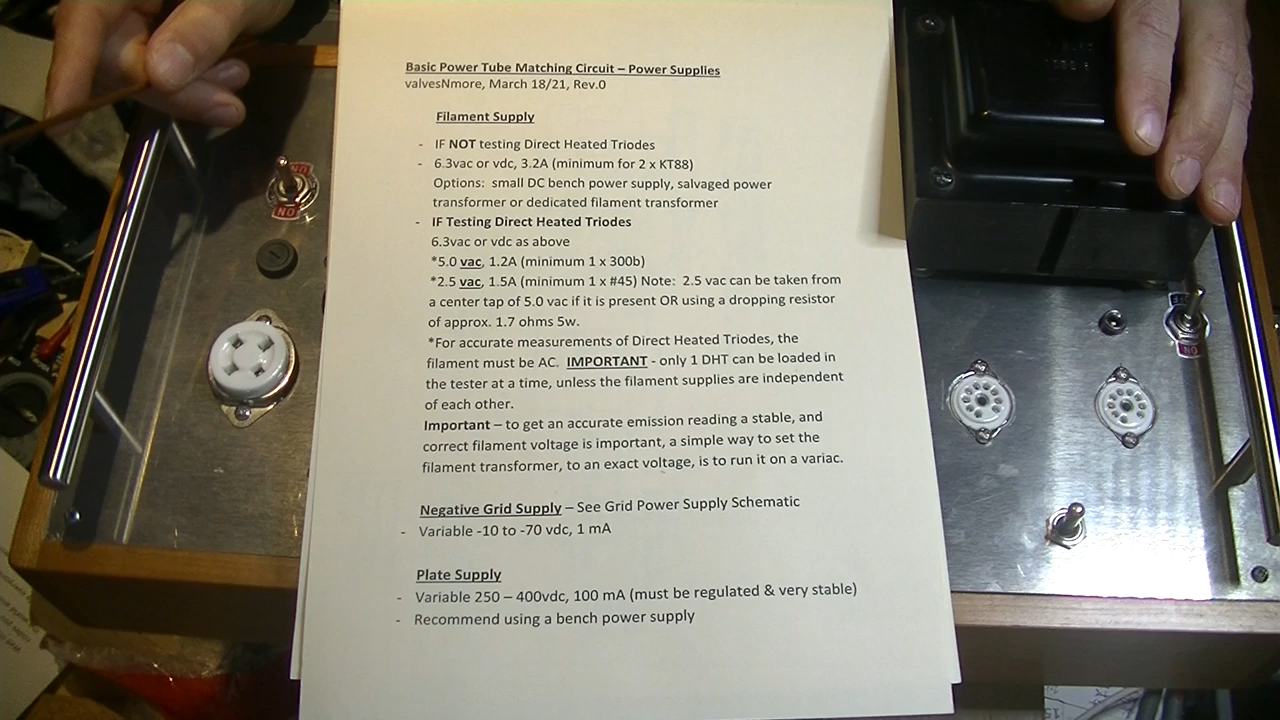 Basic Power Tube Matching Circuit – Power Supplies
valvesNmore, March 18/21, Rev.0
Filament Supply
- IF NOT testing Direct Heated Triodes
- 6.3vac or vdc, 3.2A (minimum for 2 x KT88)
Options: small DC bench power supply, salvaged power
transformer or dedicated filament transformer
- IF Testing Direct Heated Triodes
6.3vac or vdc as above
*5.0 vac, 1.2A (minimum 1 x 300b)
*2.5 vac, 1.5A (minimum 1 x #45) Note: 2.5 vac can be taken from
a center tap of 5.0 vac if it is present OR using a dropping resistor
of approx. 1.7 ohms 5w.
*For accurate measurements of Direct Heated Triodes, the
filament must be AC. IMPORTANT - only 1 DHT can be loaded in
the tester at a time, unless the filament supplies are independent
of each other.
Important – to get an accurate emission reading a stable, and
correct filament voltage is important, a simple way to set the
filament transformer, to an exact voltage, is to run it on a variac.
Negative Grid Supply – See Grid Power Supply Schematic
- Variable -10 to -70 vdc, 1 mA
Plate Supply
- Variable 250 – 400vdc, 100 mA (must be regulated & very stable)
- Recommend using a bench power supply
NO
NO
OFF
NO